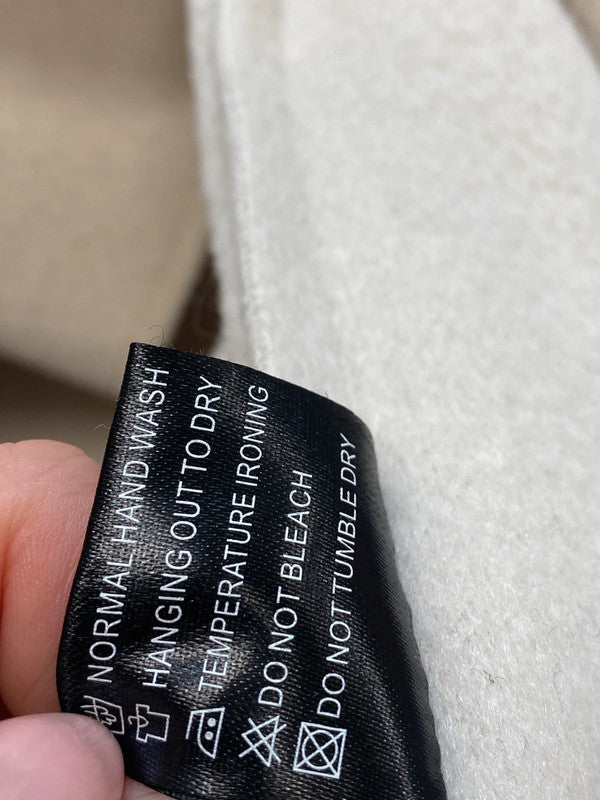 NORMAL HAND WASH
HANGING OUT TO DRY
TEMPERATURE IRONING
DO NOT BLEACH
DO NOT TUMBLE DRY